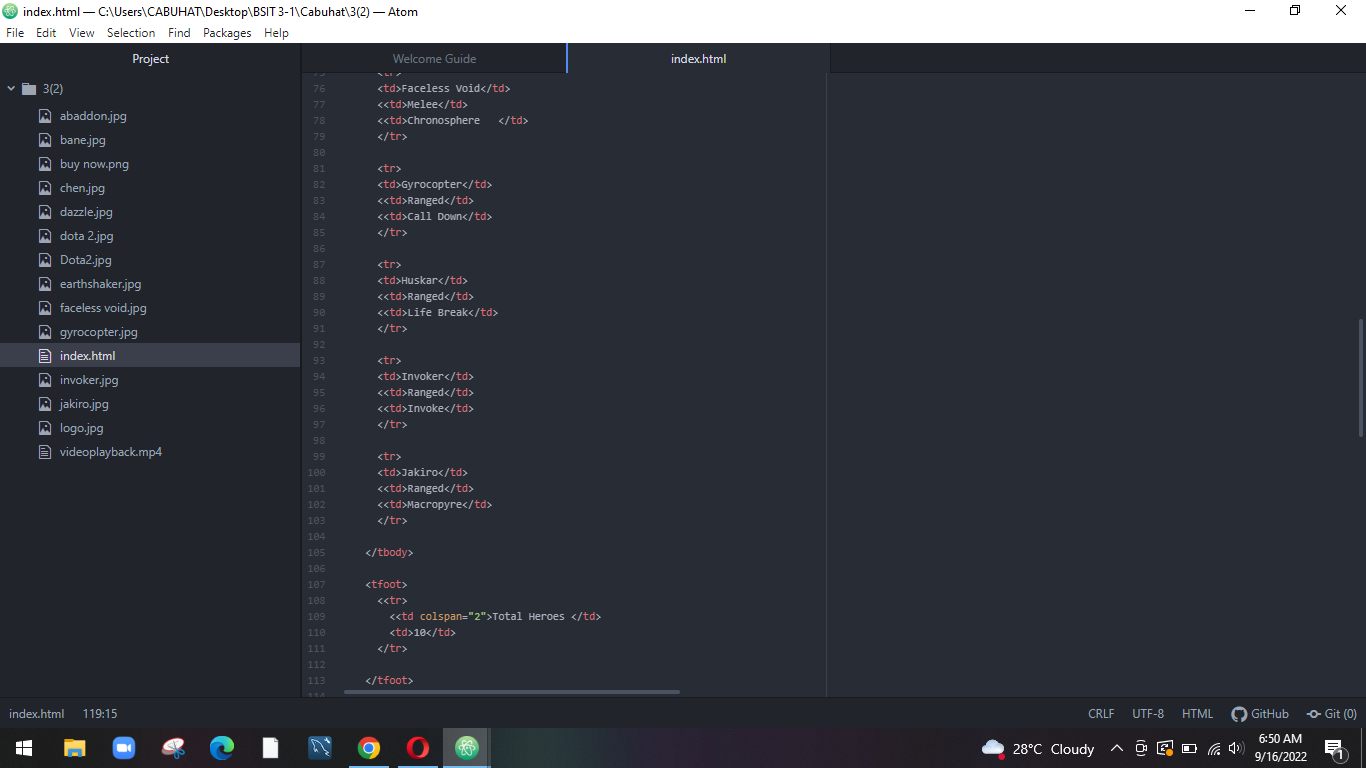 index.html — C:\Users\CABUHAT\Desktop\BSIT 3-1\Cabuhat\3(2) — Atom
File Edit View Selection Find Packages Help
Project
Welcome Guide
index.html
3(2)
abaddon.jpg
bane.jpg
buy now.png
chen.jpg
dazzle.jpg
dota 2.jpg
Dota2.jpg
earthshaker.jpg
faceless void.jpg
gyrocopter.jpg
index.html
invoker.jpg
jakiro.jpg
logo.jpg
videoplayback.mp4
75 <tr>
76 <td>Faceless Void</td>
77 <<td>Melee</td>
78 <<td>Chronosphere   </td>
79 </tr>
80
81 <tr>
82 <td>Gyrocopter</td>
83 <<td>Ranged</td>
84 <<td>Call Down</td>
85 </tr>
86
87 <tr>
88 <td>Huskar</td>
89 <<td>Ranged</td>
90 <<td>Life Break</td>
91 </tr>
92
93 <tr>
94 <td>Invoker</td>
95 <<td>Ranged</td>
96 <<td>Invoke</td>
97 </tr>
98
99 <tr>
100 <td>Jakiro</td>
101 <<td>Ranged</td>
102 <<td>Macropyre</td>
103 </tr>
104
105 </tbody>
106
107 <tfoot>
108 <<tr>
109 <<td colspan="2">Total Heroes </td>
110 <td>10</td>
111 </tr>
112
113 </tfoot>
114
index.html 119:15 CRLF UTF-8 HTML GitHub Git (0)
28°C Cloudy
6:50 AM
9/16/2022
1